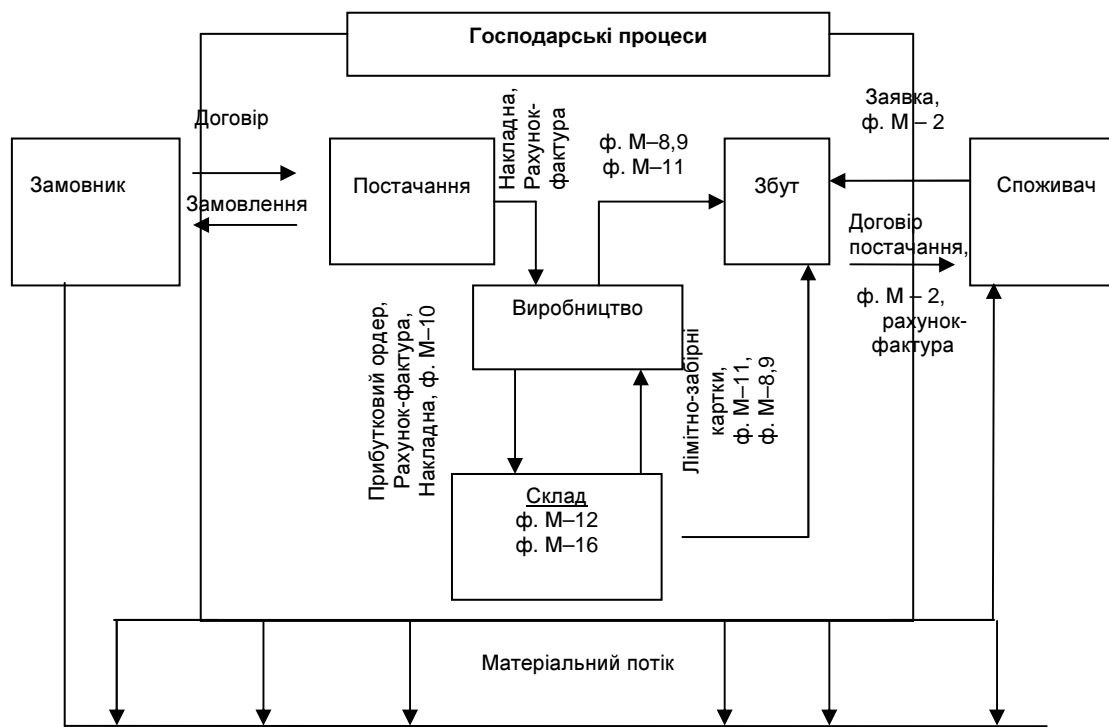 Господарські процеси
Договір
Замовник
Замовлення
Постачання
Накладна,
Рахунок-
фактура
ф. М–8,9
ф. М–11
Збут
Заявка,
ф. М – 2
Споживач
Договір
постачання,
ф. М – 2,
рахунок-
фактура
Виробництво
Прибутковий ордер,
Рахунок-фактура,
Накладна, ф. М–10
Лімітно-забірні
картки,
ф. М–11,
ф. М–8,9
Склад
ф. М–12
ф. М–16
Матеріальний потік